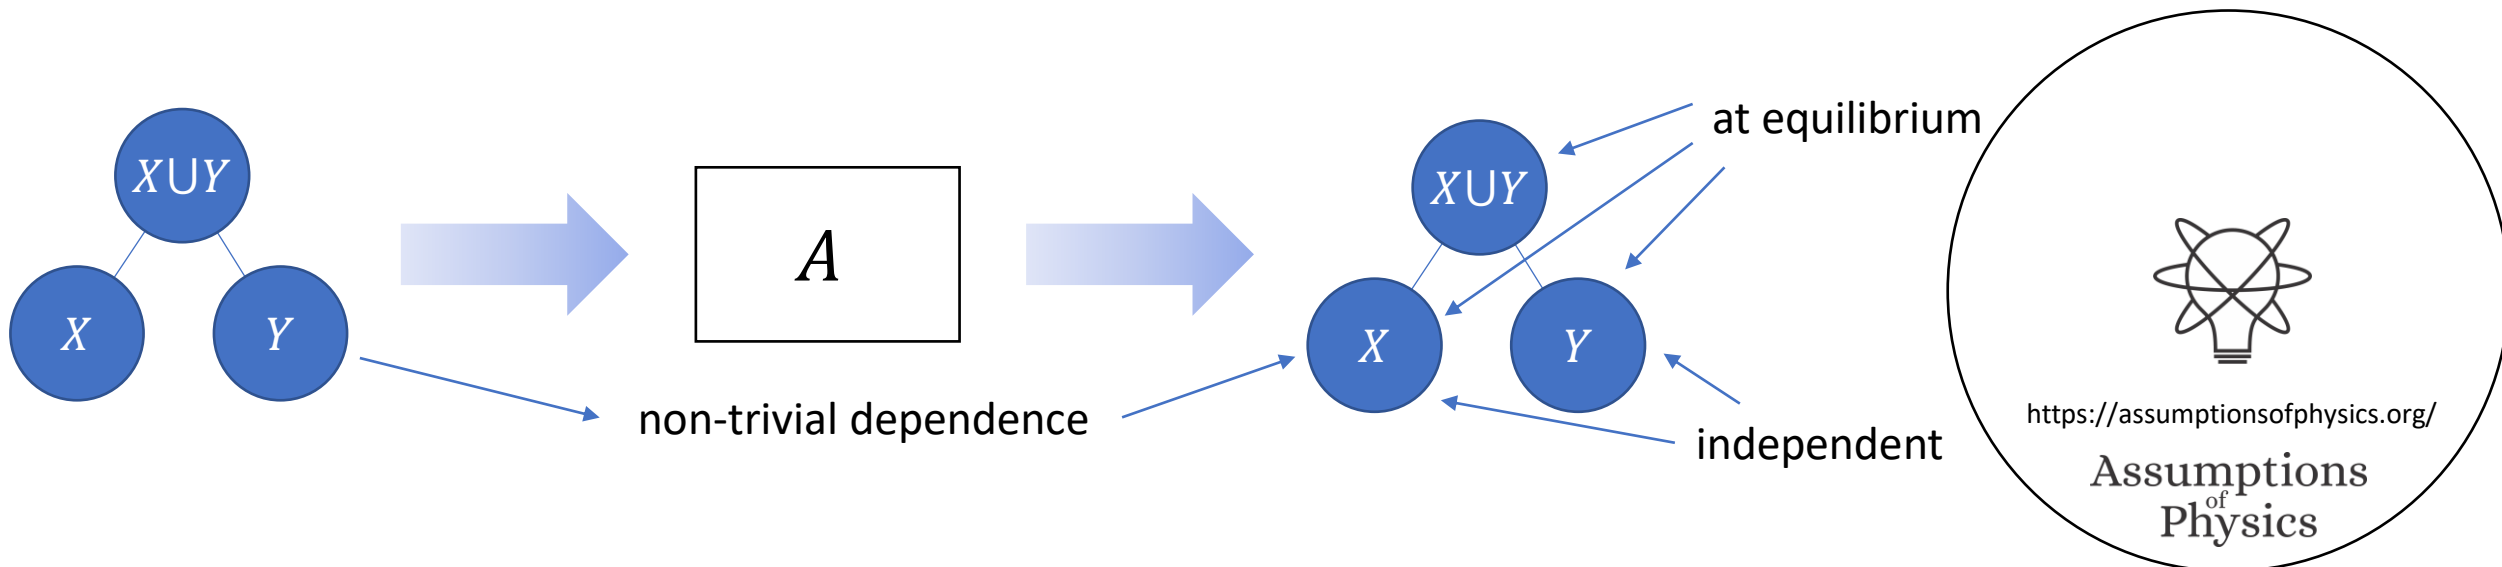 X∪Y
X
Y
A
non-trivial dependence
X∪Y
X
Y
at equilibrium
independent
https://assumptionsofphysics.org/
Assumptions
of
Physics